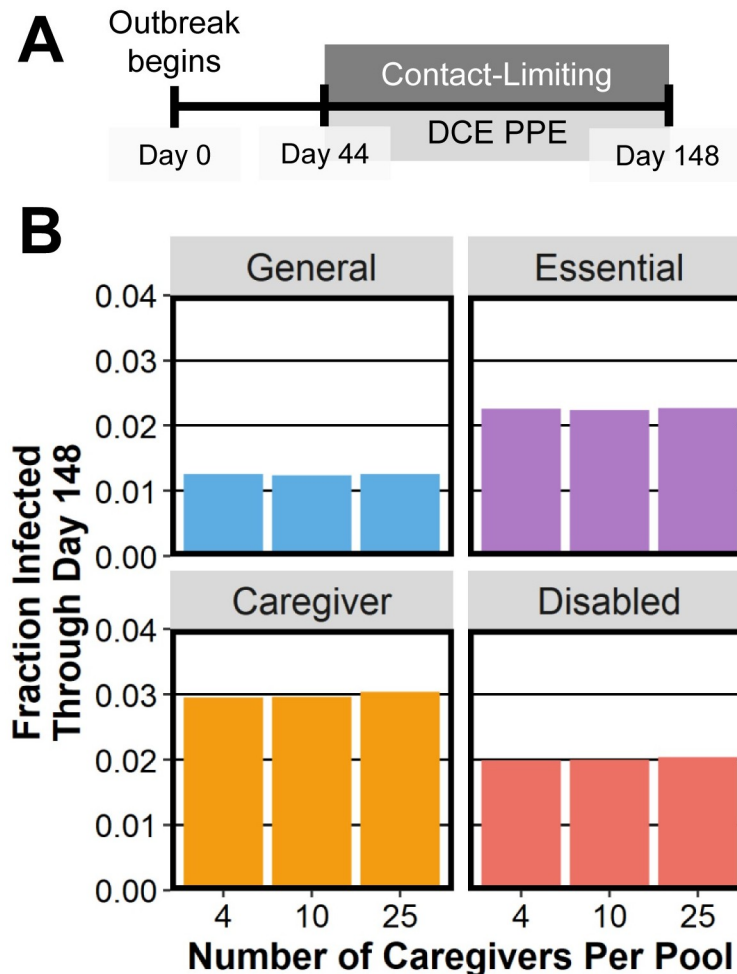 A
Outbreak
begins
Contact-Limiting
DCE PPE
Day 0
Day 44
Day 148
B
General
Essential
0.04
0.03
0.02
0.01
0.00
Caregiver
Disabled
0.04
0.03
0.02
0.01
0.00
Fraction Infected
Through Day 148
4
10
25
4
10
25
Number of Caregivers Per Pool